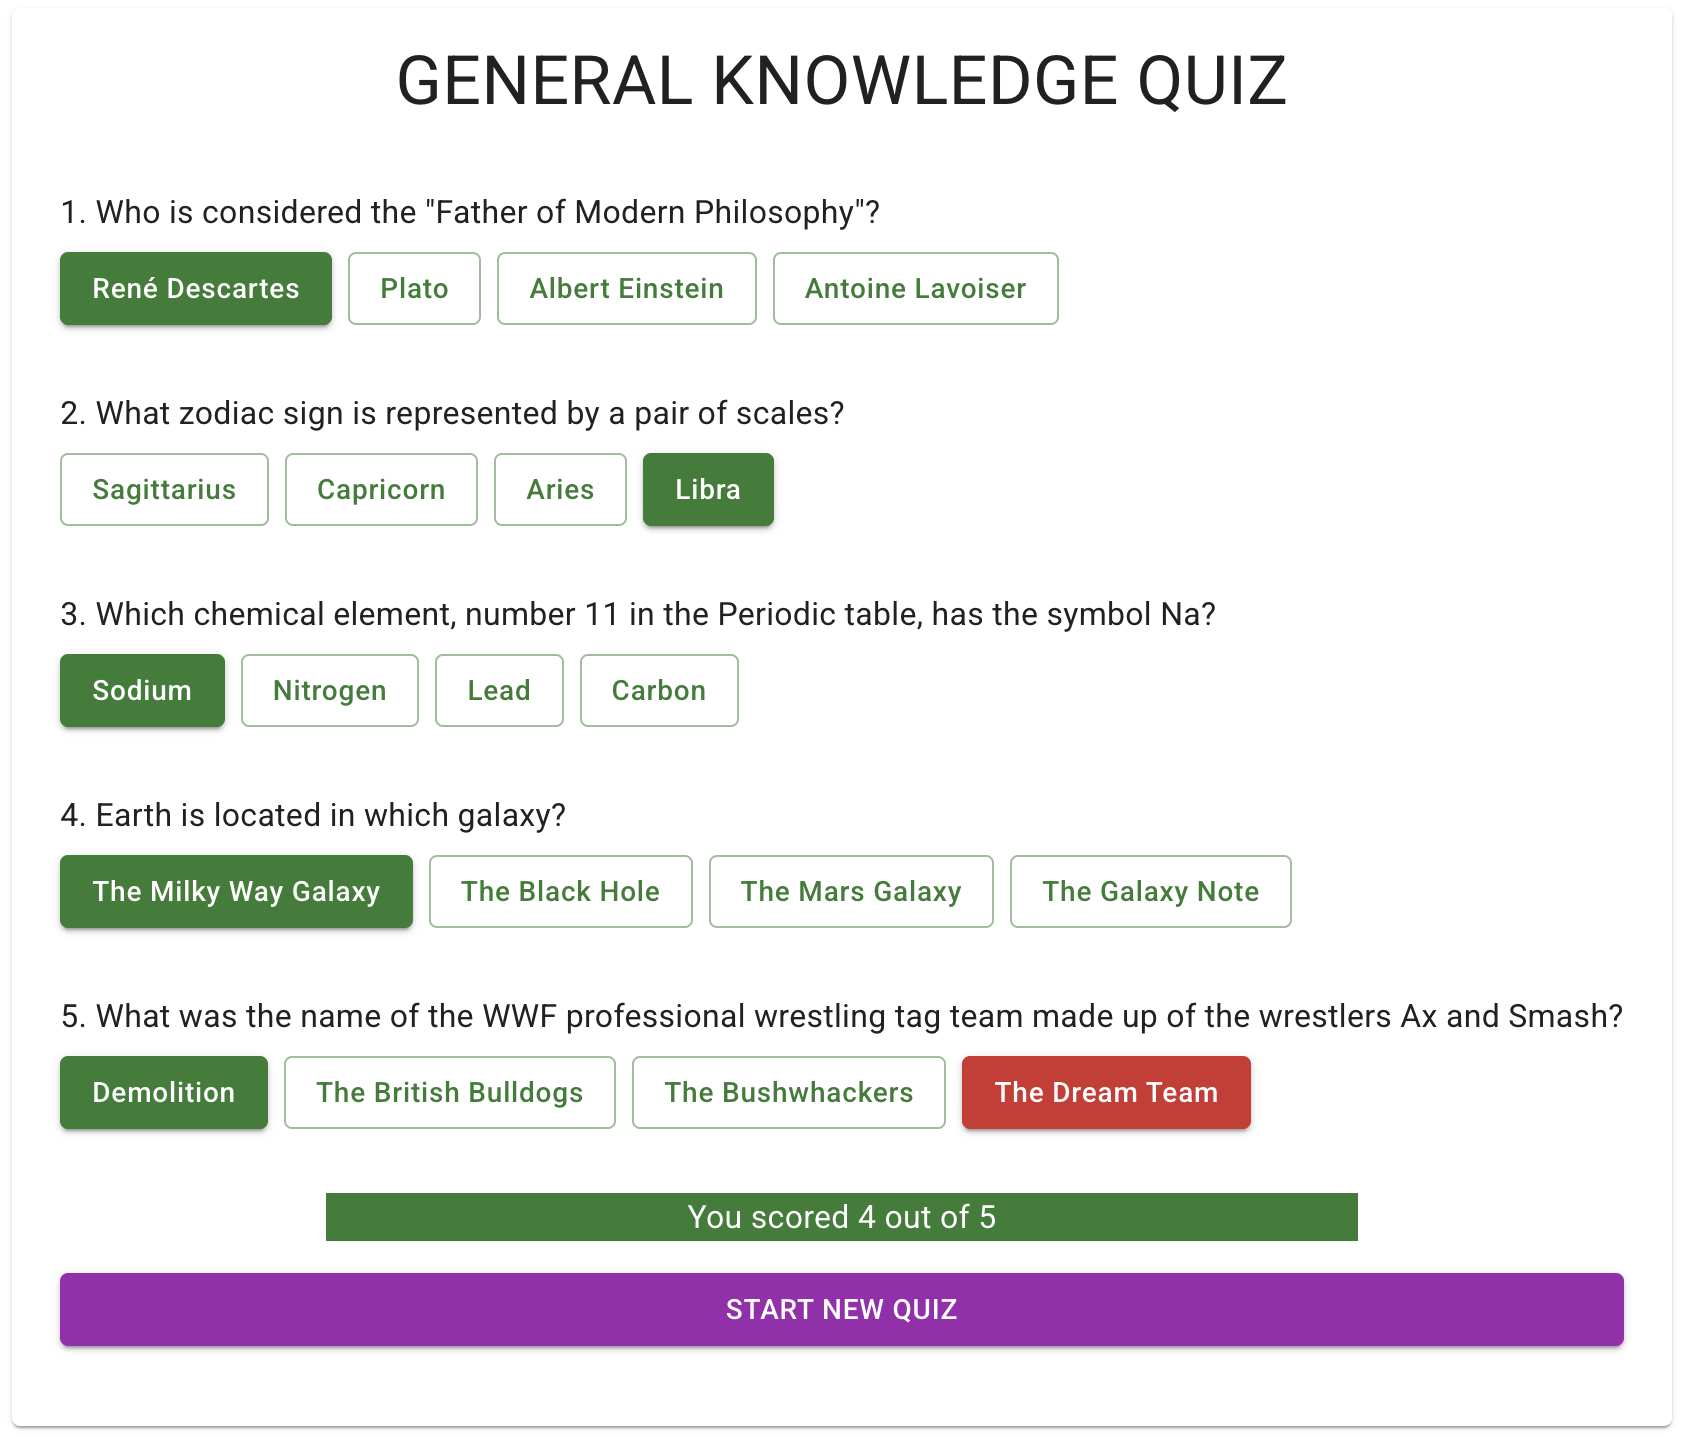 GENERAL KNOWLEDGE QUIZ
1. Who is considered the "Father of Modern Philosophy"?
René Descartes Plato Albert Einstein Antoine Lavoiser
2. What zodiac sign is represented by a pair of scales?
Sagittarius Capricorn Aries Libra
3. Which chemical element, number 11 in the Periodic table, has the symbol Na?
Sodium Nitrogen Lead Carbon
4. Earth is located in which galaxy?
The Milky Way Galaxy The Black Hole The Mars Galaxy The Galaxy Note
5. What was the name of the WWF professional wrestling tag team made up of the wrestlers Ax and Smash?
Demolition The British Bulldogs The Bushwhackers The Dream Team
You scored 4 out of 5
START NEW QUIZ